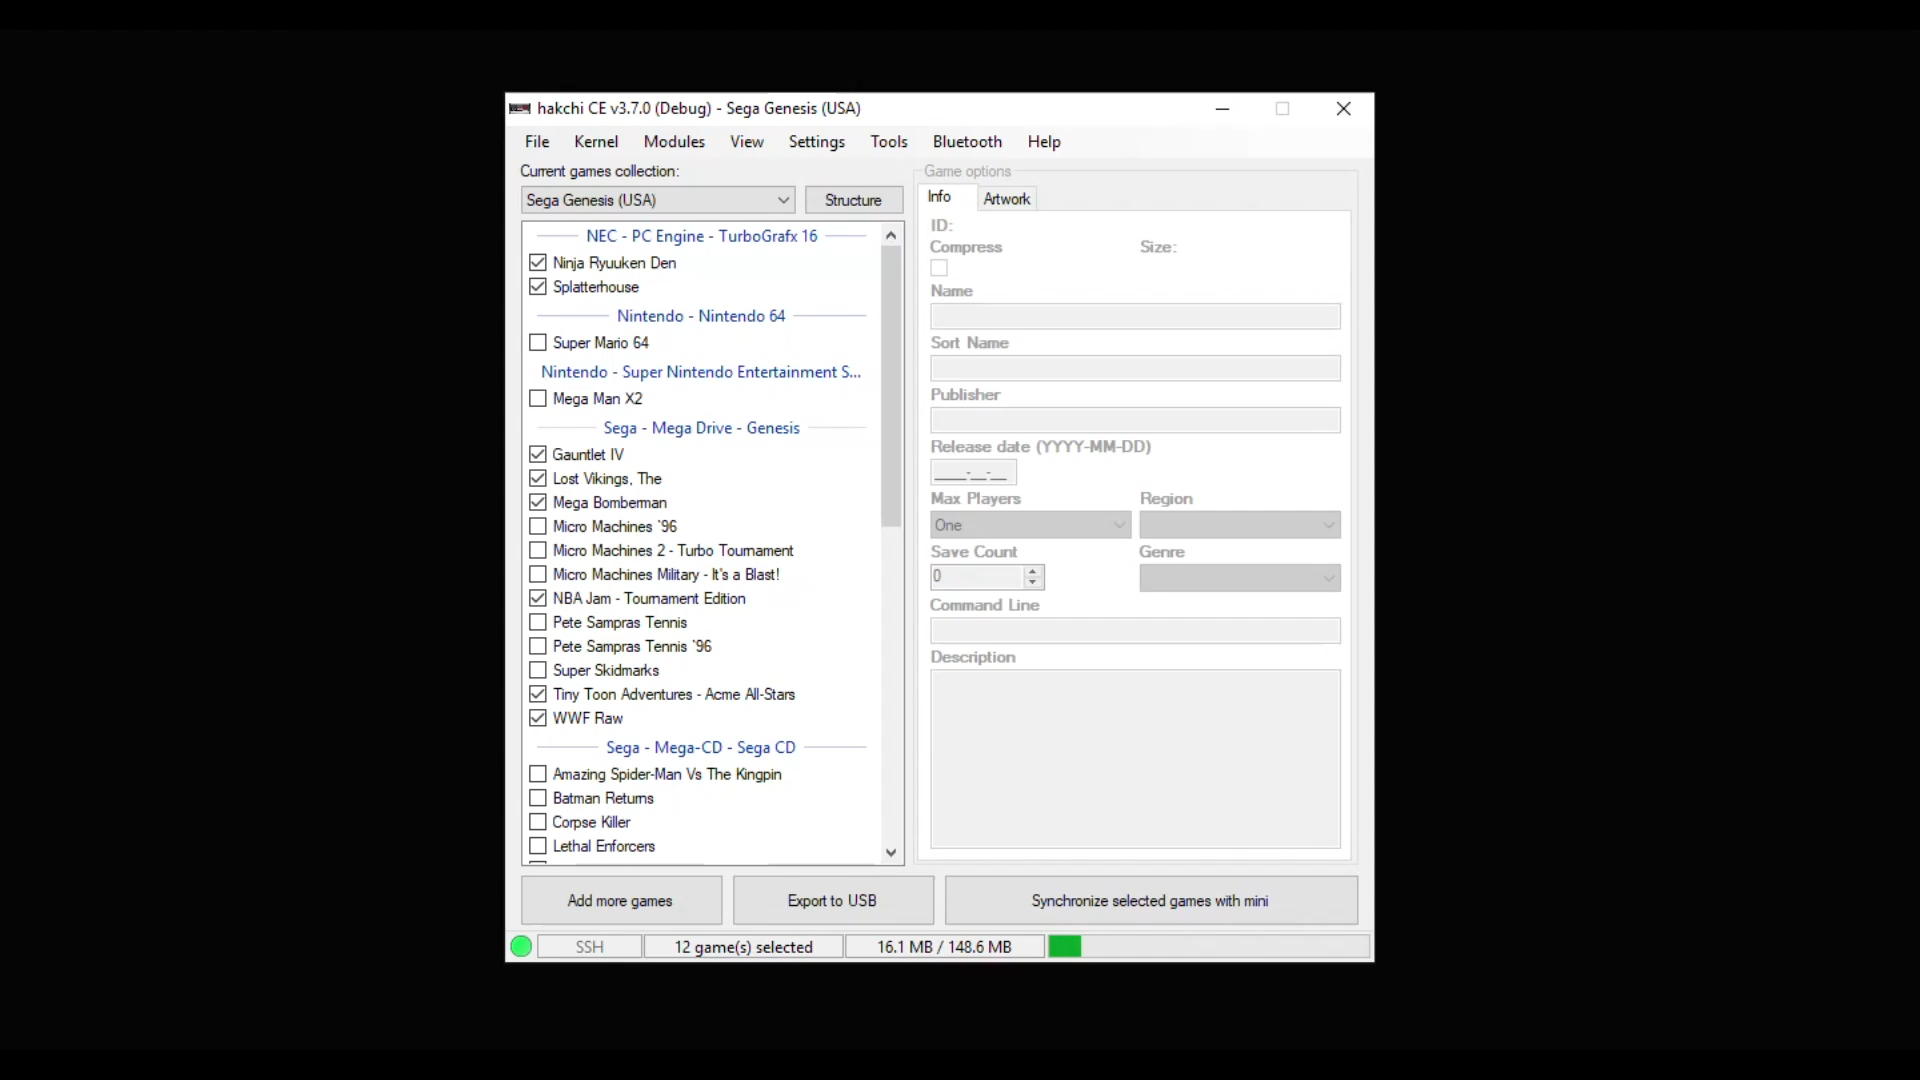 hakchi CE v3.7.0 (Debug) - Sega Genesis (USA)
File Kernel Modules View Settings Tools Bluetooth Help
Current games collection:
Sega Genesis (USA)
Structure
NEC - PC Engine - TurboGrafx 16
Ninja Ryuuken Den
Splatterhouse
Nintendo - Nintendo 64
Super Mario 64
Nintendo - Super Nintendo Entertainment S...
Mega Man X2
Sega - Mega Drive - Genesis
Gauntlet IV
Lost Vikings, The
Mega Bomberman
Micro Machines `96
Micro Machines 2 - Turbo Tournament
Micro Machines Military - It's a Blast!
NBA Jam - Tournament Edition
Pete Sampras Tennis
Pete Sampras Tennis `96
Super Skidmarks
Tiny Toon Adventures - Acme All-Stars
WWF Raw
Sega - Mega-CD - Sega CD
Amazing Spider-Man Vs The Kingpin
Batman Returns
Corpse Killer
Lethal Enforcers
Game options
Info Artwork
ID:
Compress Size:
Name
Sort Name
Publisher
Release date (YYYY-MM-DD)
____-__-__
Max Players Region
One
Save Count Genre
0
Command Line
Description
Add more games
Export to USB
Synchronize selected games with mini
SSH
12 game(s) selected
16.1 MB / 148.6 MB